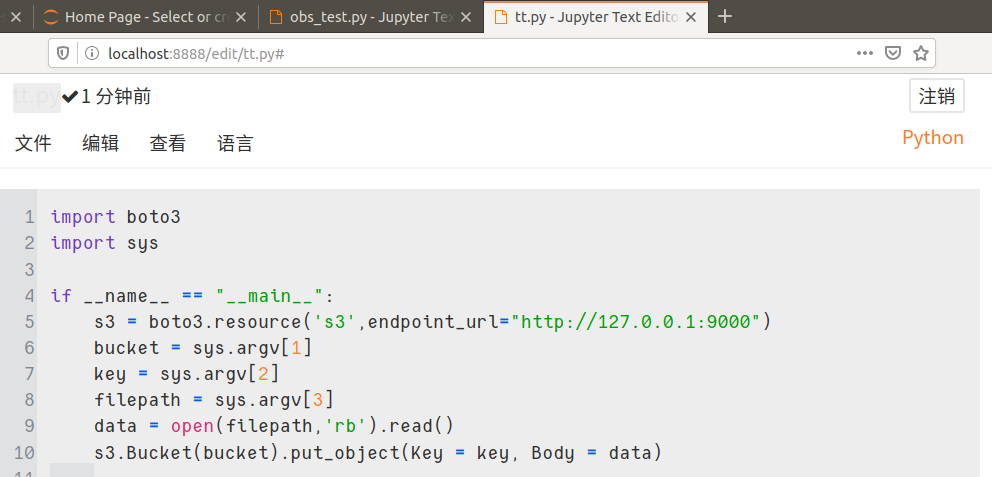 Home Page - Select or cr
obs_test.py - Jupyter Tex
tt.py - Jupyter Text Edito
localhost:8888/edit/tt.py#
tt.py 1 分钟前
注销
文件 编辑 查看 语言
Python
1 import boto3
2 import sys
3
4 if __name__ == "__main__":
5 s3 = boto3.resource('s3',endpoint_url="http://127.0.0.1:9000")
6 bucket = sys.argv[1]
7 key = sys.argv[2]
8 filepath = sys.argv[3]
9 data = open(filepath,'rb').read()
10 s3.Bucket(bucket).put_object(Key = key, Body = data)
11